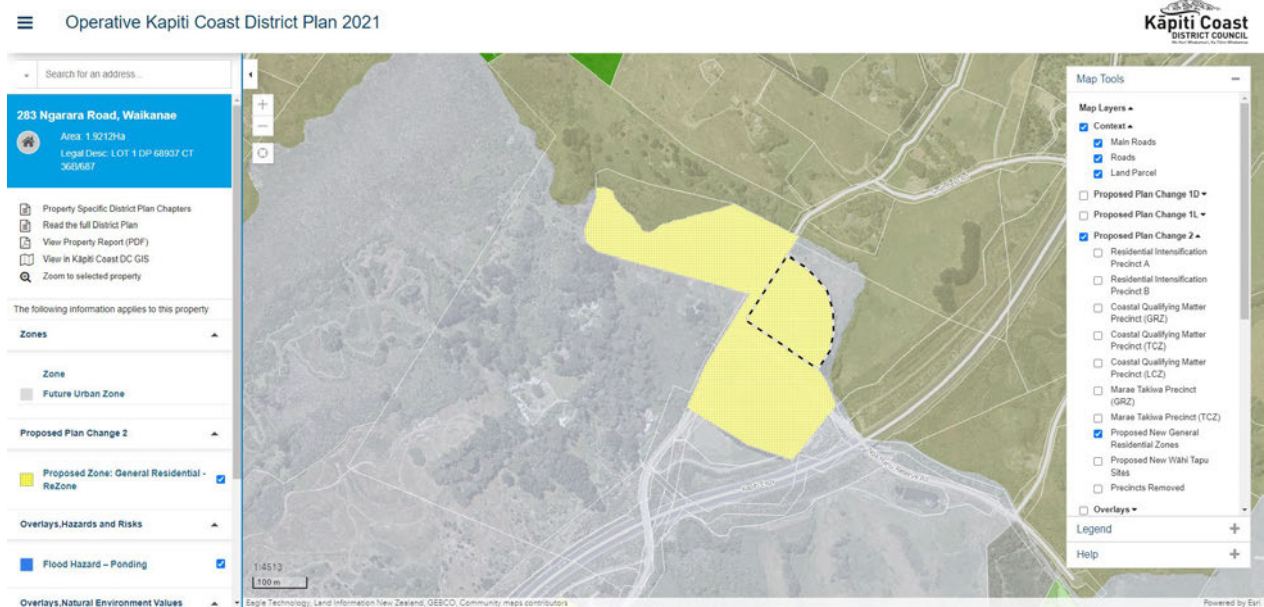 Operative Kapiti Coast District Plan 2021
Kāpiti Coast
DISTRICT COUNCIL
Search for an address...
283 Ngarara Road, Waikanae
Area: 1.9212Ha
Legal Desc: LOT 1 DP 68937 CT
36B/687
Property Specific District Plan Chapters
Read the full District Plan
View Property Report (PDF)
View in Kāpiti Coast DC GIS
Zoom to selected property
The following information applies to this property
Zones
Zone
Future Urban Zone
Proposed Plan Change 2
Proposed Zone: General Residential -
ReZone
Overlays,Hazards and Risks
Flood Hazard – Ponding
Overlays,Natural Environment Values
1:4513
100 m
Eagle Technology, Land Information New Zealand, GEBCO, Community maps contributors
Powered by Esri
Map Tools
Map Layers
Context
Main Roads
Roads
Land Parcel
Proposed Plan Change 1D
Proposed Plan Change 1L
Proposed Plan Change 2
Residential Intensification
Precinct A
Residential Intensification
Precinct B
Coastal Qualifying Matter
Precinct (GRZ)
Coastal Qualifying Matter
Precinct (TCZ)
Coastal Qualifying Matter
Precinct (LCZ)
Marae Takiwa Precinct
(GRZ)
Marae Takiwa Precinct (TCZ)
Proposed New General
Residential Zones
Proposed New Wāhi Tapu
Sites
Precincts Removed
Overlays
Legend
Help